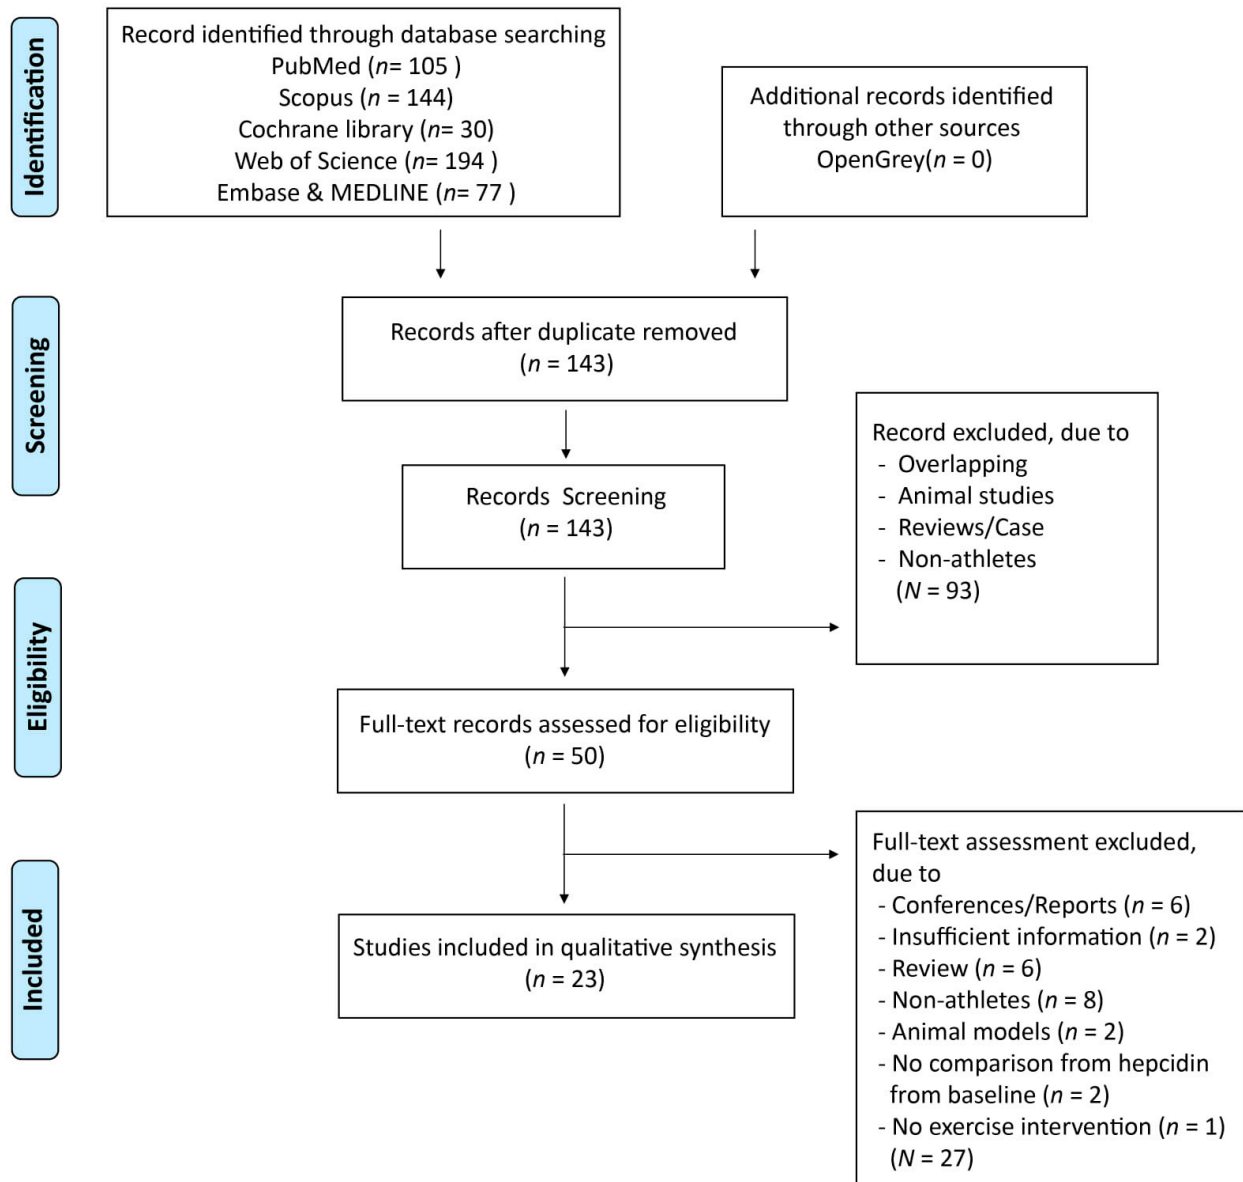 Identification
Record identified through database searching
PubMed (n= 105 )
Scopus (n = 144)
Cochrane library (n= 30)
Web of Science (n= 194 )
Embase & MEDLINE (n= 77 )
Additional records identified
through other sources
OpenGrey(n = 0)
Screening
Records after duplicate removed
(n = 143)
Records Screening
(n = 143)
Record excluded, due to
- Overlapping
- Animal studies
- Reviews/Case
- Non-athletes
(N = 93)
Eligibility
Full-text records assessed for eligibility
(n = 50)
Included
Studies included in qualitative synthesis
(n = 23)
Full-text assessment excluded,
due to
- Conferences/Reports (n = 6)
- Insufficient information (n = 2)
- Review (n = 6)
- Non-athletes (n = 8)
- Animal models (n = 2)
- No comparison from hepcidin
from baseline (n = 2)
- No exercise intervention (n = 1)
(N = 27)